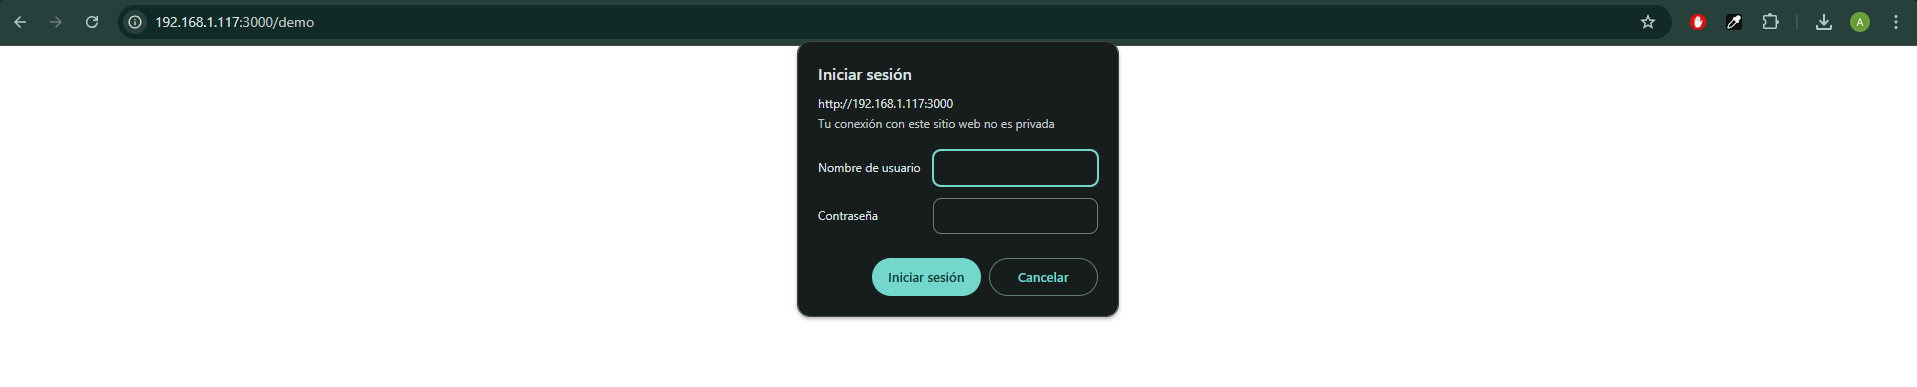 192.168.1.117:3000/demo
A
Iniciar sesión
http://192.168.1.117:3000
Tu conexión con este sitio web no es privada
Nombre de usuario
Contraseña
Iniciar sesión Cancelar